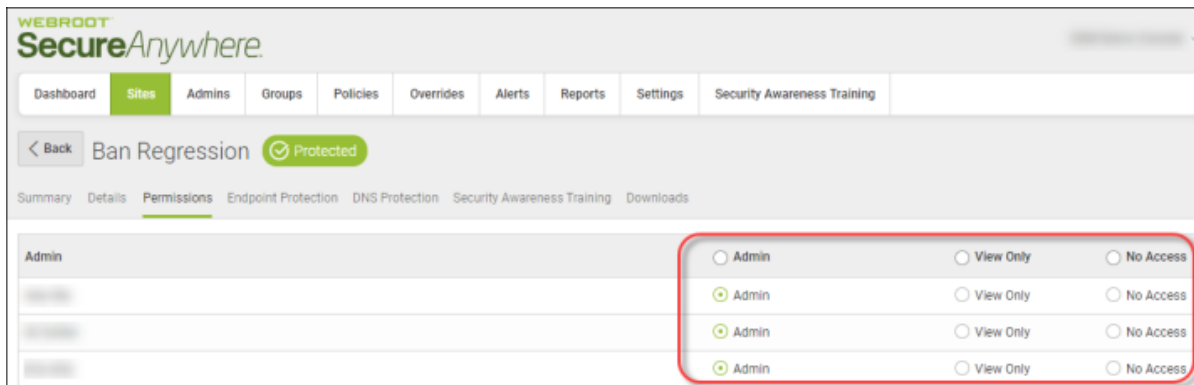 WEBROOT
SecureAnywhere.
Dashboard Sites Admins Groups Policies Overrides Alerts Reports Settings Security Awareness Training
< Back Ban Regression Protected
Summary Details Permissions Endpoint Protection DNS Protection Security Awareness Training Downloads
Admin Admin View Only No Access
Admin View Only No Access
Admin View Only No Access
Admin View Only No Access